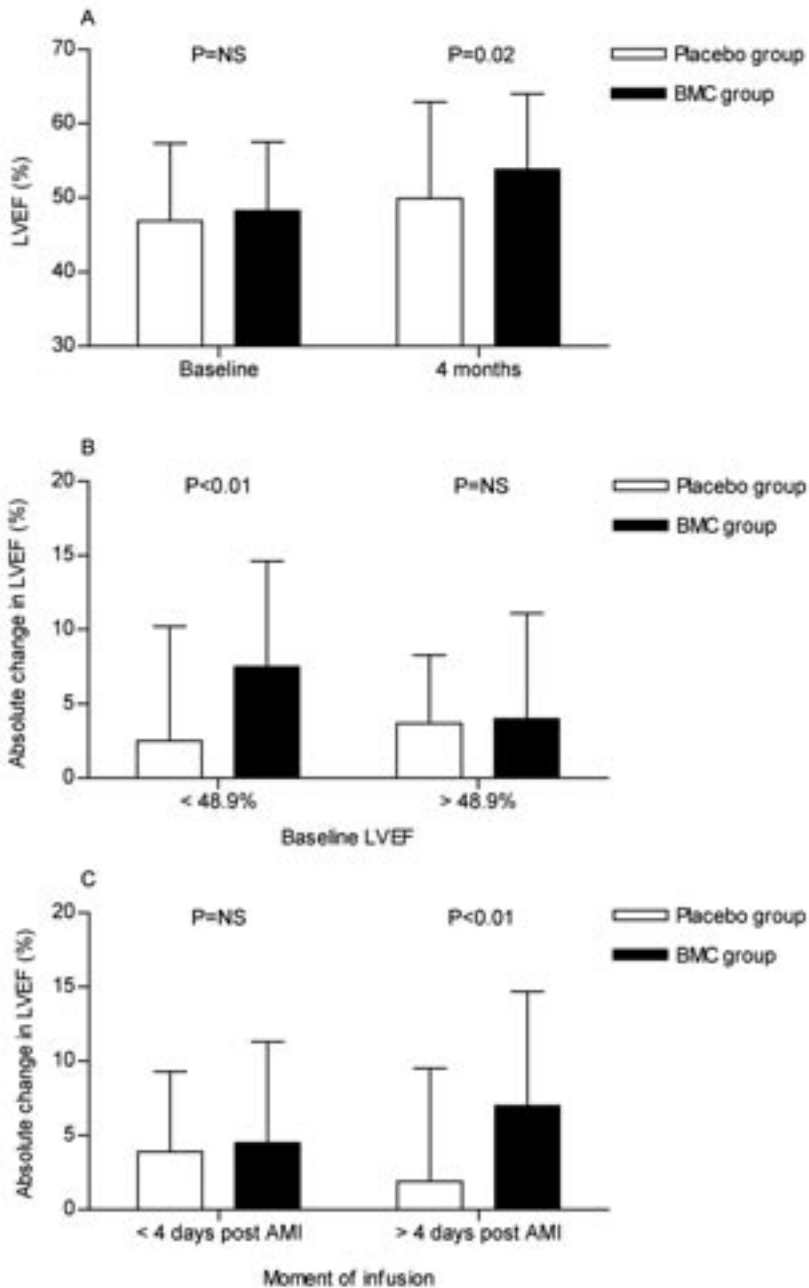 A
P=NS P=0.02
Placebo group
BMC group
70
60
50
40
30
LVEF (%)
Baseline 4 months
B
P<0.01 P=NS
Placebo group
BMC group
20
15
10
5
0
Absolute change in LVEF (%)
< 48.9% > 48.9%
Baseline LVEF
C
P=NS P<0.01
Placebo group
BMC group
20
15
10
5
0
Absolute change in LVEF (%)
< 4 days post AMI > 4 days post AMI
Moment of infusion